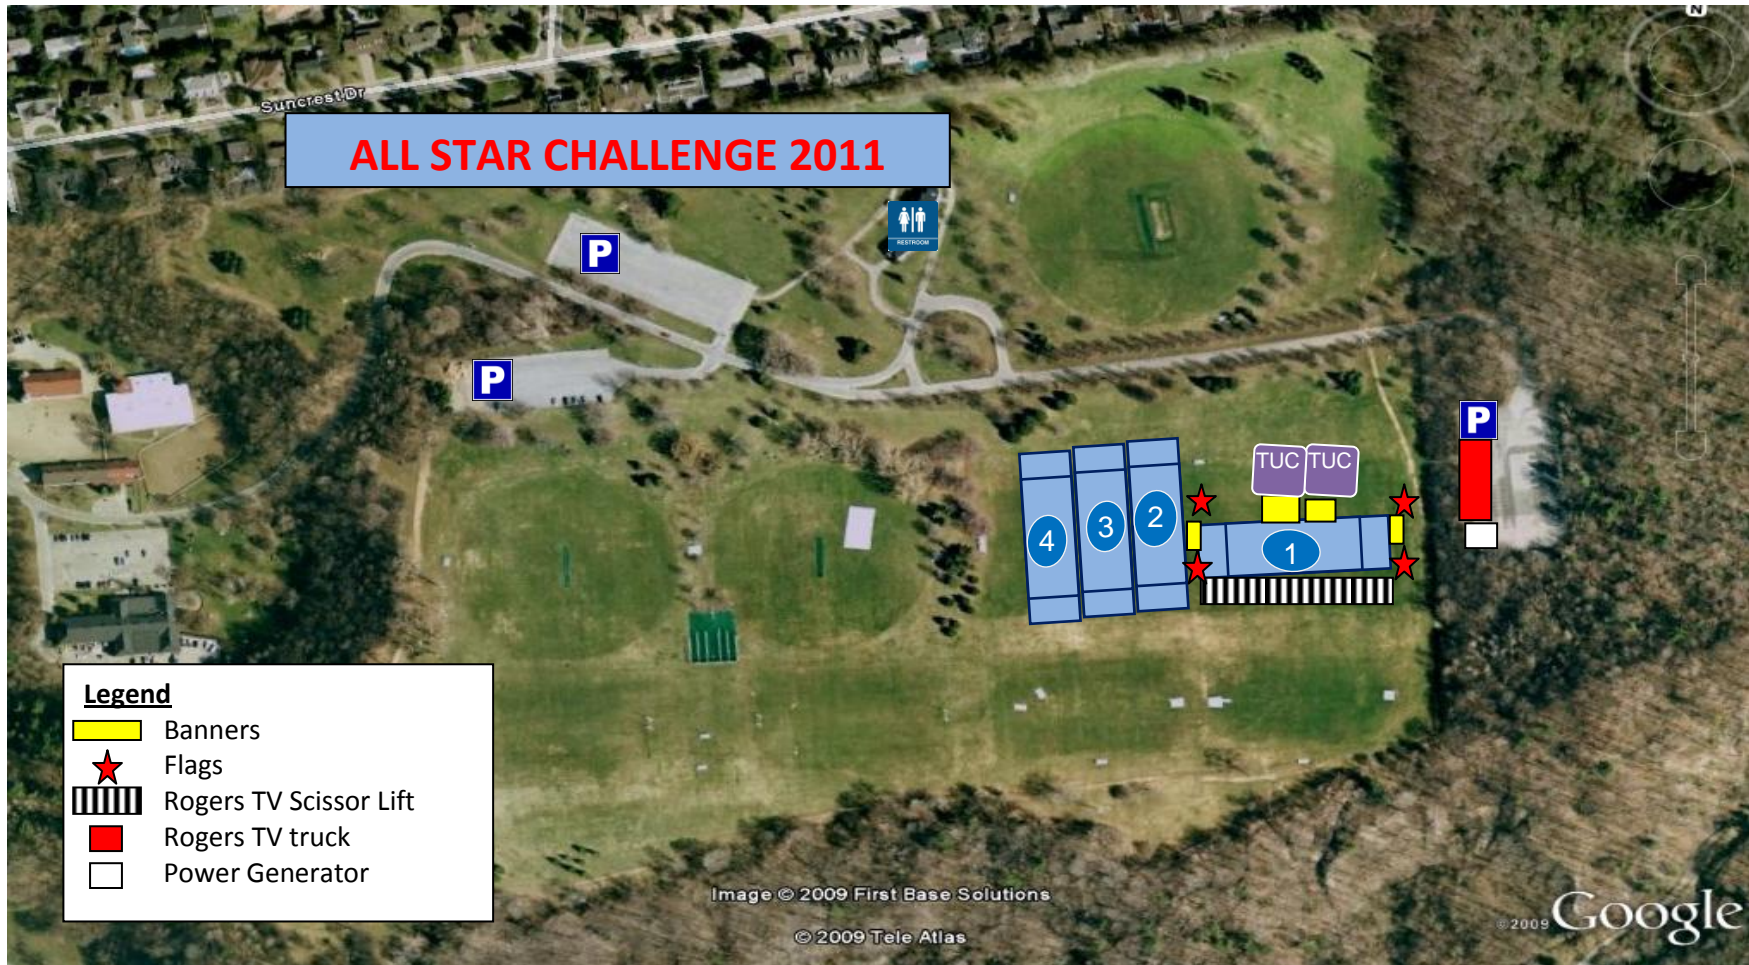 N
Suncrest Dr
ALL STAR CHALLENGE 2011
P
RESTROOM
P
P
TUC TUC
4
3
2
1
Legend
Banners
Flags
Rogers TV Scissor Lift
Rogers TV truck
Power Generator
Image © 2009 First Base Solutions
© 2009 Tele Atlas
©2009 Google